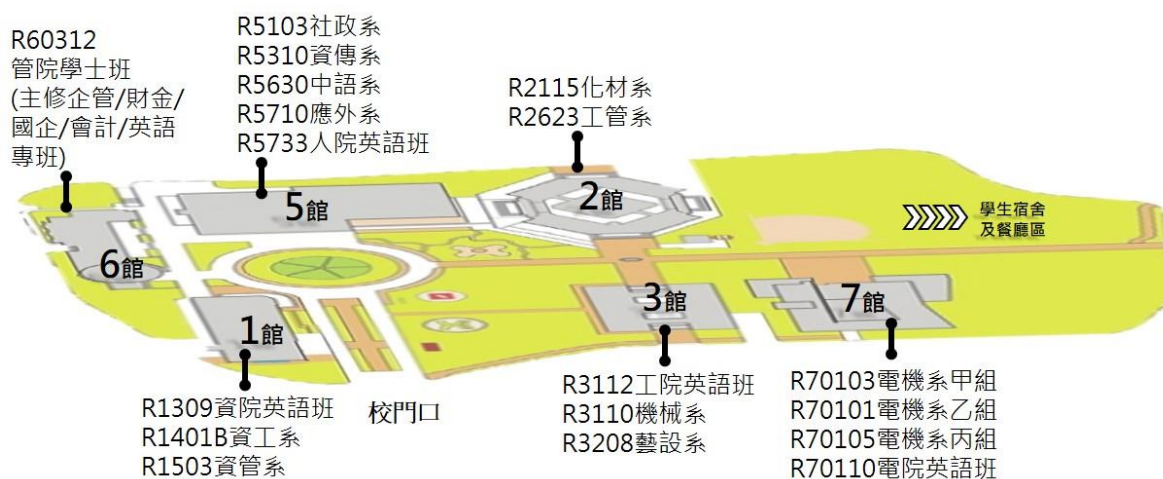 R60312
管院學士班
(主修企管/財金/
國企/會計/英語
專班)
R5103社政系
R5310資傳系
R5630中語系
R5710應外系
R5733人院英語班
R2115化材系
R2623工管系
5館
2館
學生宿舍
及餐廳區
6館
1館
3館
7館
校門口
R1309資院英語班
R1401B資工系
R1503資管系
R3112工院英語班
R3110機械系
R3208藝設系
R70103電機系甲組
R70101電機系乙組
R70105電機系丙組
R70110電院英語班